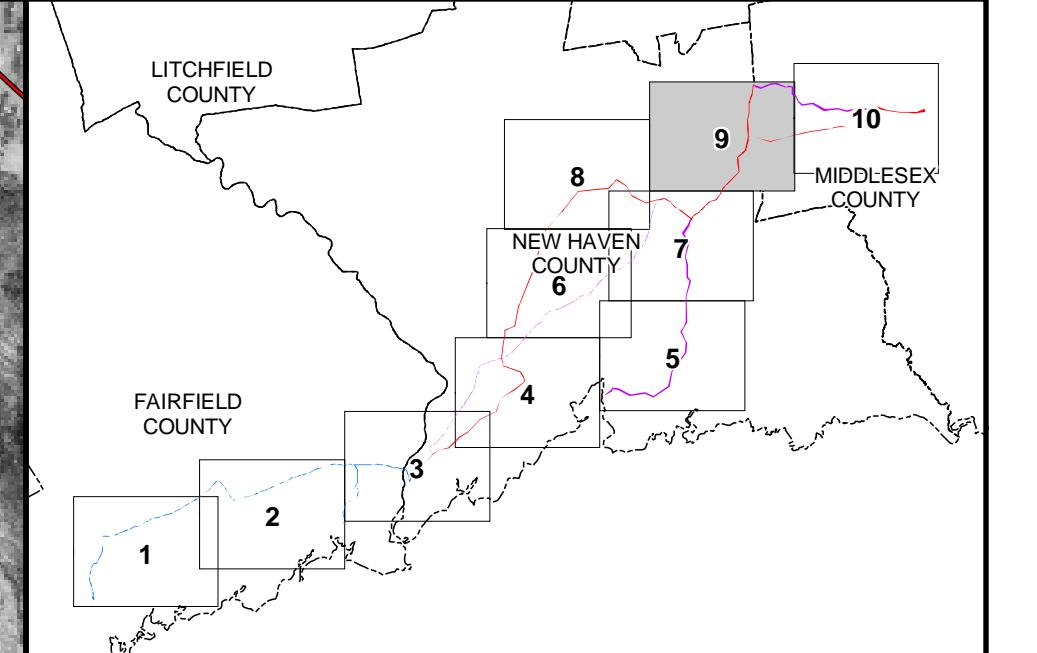 LITCHFIELD
COUNTY
9
10
MIDDLESEX
COUNTY
8
NEW HAVEN
COUNTY
7
6
5
4
FAIRFIELD
COUNTY
3
2
1